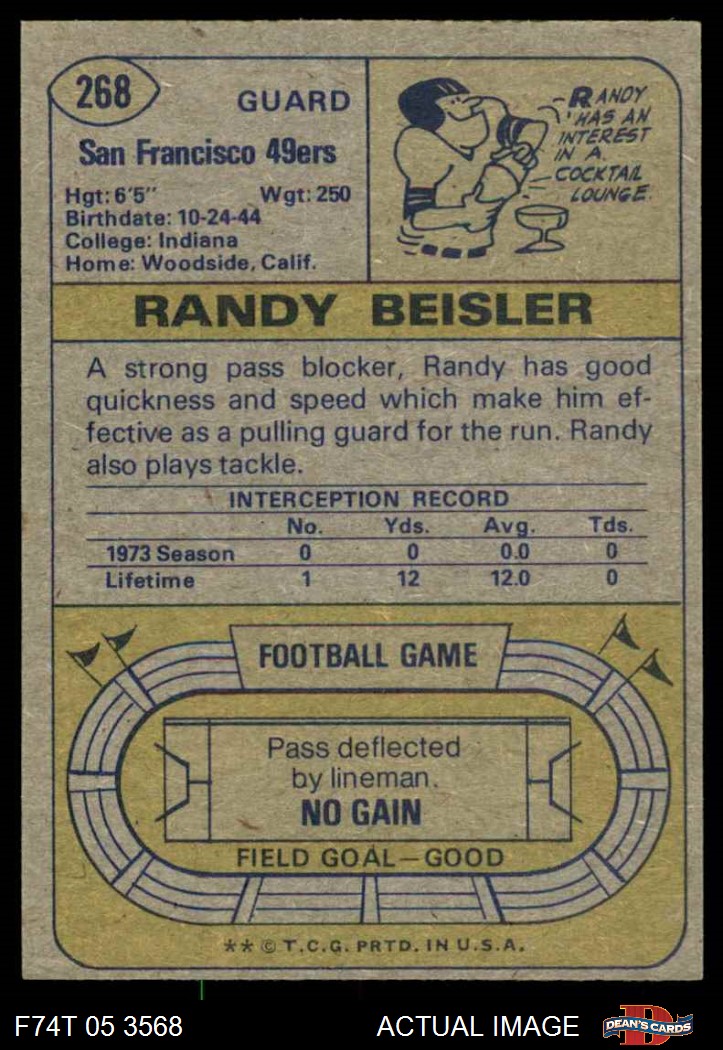 268
GUARD
San Francisco 49ers
Hgt: 6'5" Wgt: 250
Birthdate: 10-24-44
College: Indiana
Home: Woodside, Calif.
RANDY
HAS AN
INTEREST
IN A
COCKTAIL
LOUNGE.
RANDY BEISLER
A strong pass blocker, Randy has good
quickness and speed which make him ef-
fective as a pulling guard for the run. Randy
also plays tackle.
INTERCEPTION RECORD
No. Yds. Avg. Tds.
1973 Season 0 0 0.0 0
Lifetime 1 12 12.0 0
FOOTBALL GAME
Pass deflected
by lineman.
NO GAIN
FIELD GOAL—GOOD
** © T.C.G. PRTD. IN U.S.A.
F74T 05 3568 ACTUAL IMAGE DEAN'S CARDS